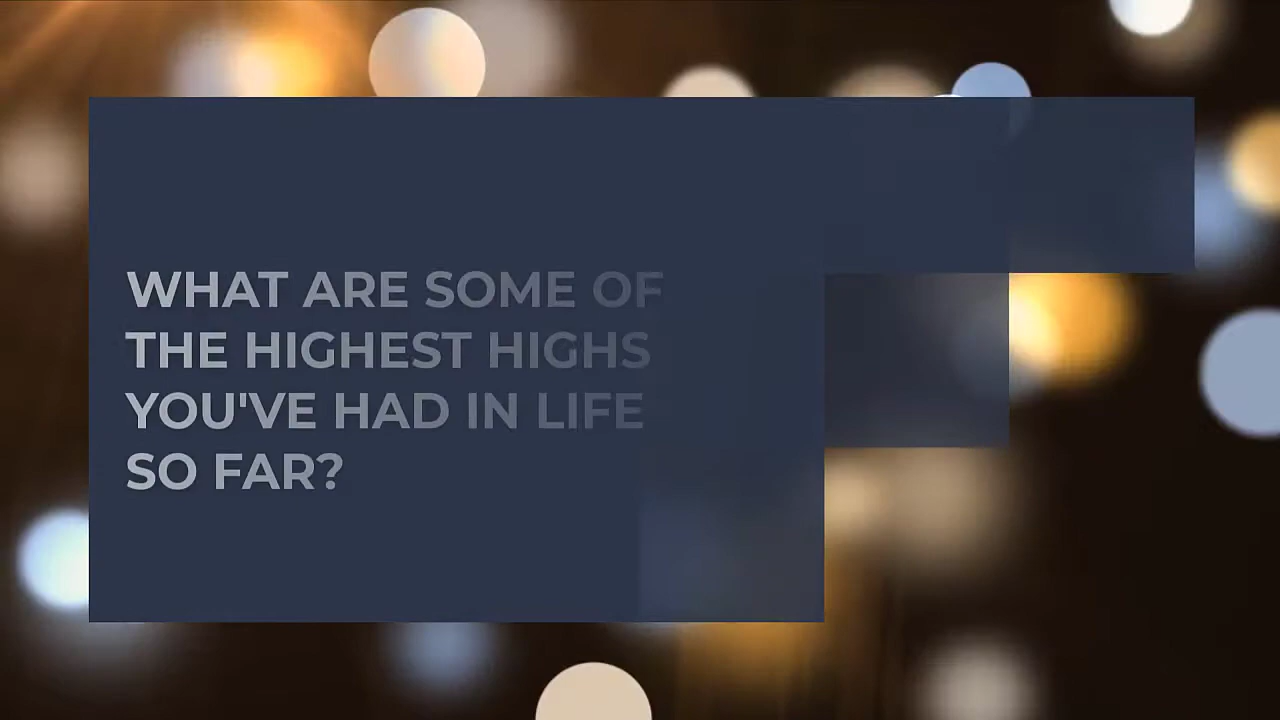 WHAT ARE SOME OF
THE HIGHEST HIGHS
YOU'VE HAD IN LIFE
SO FAR?